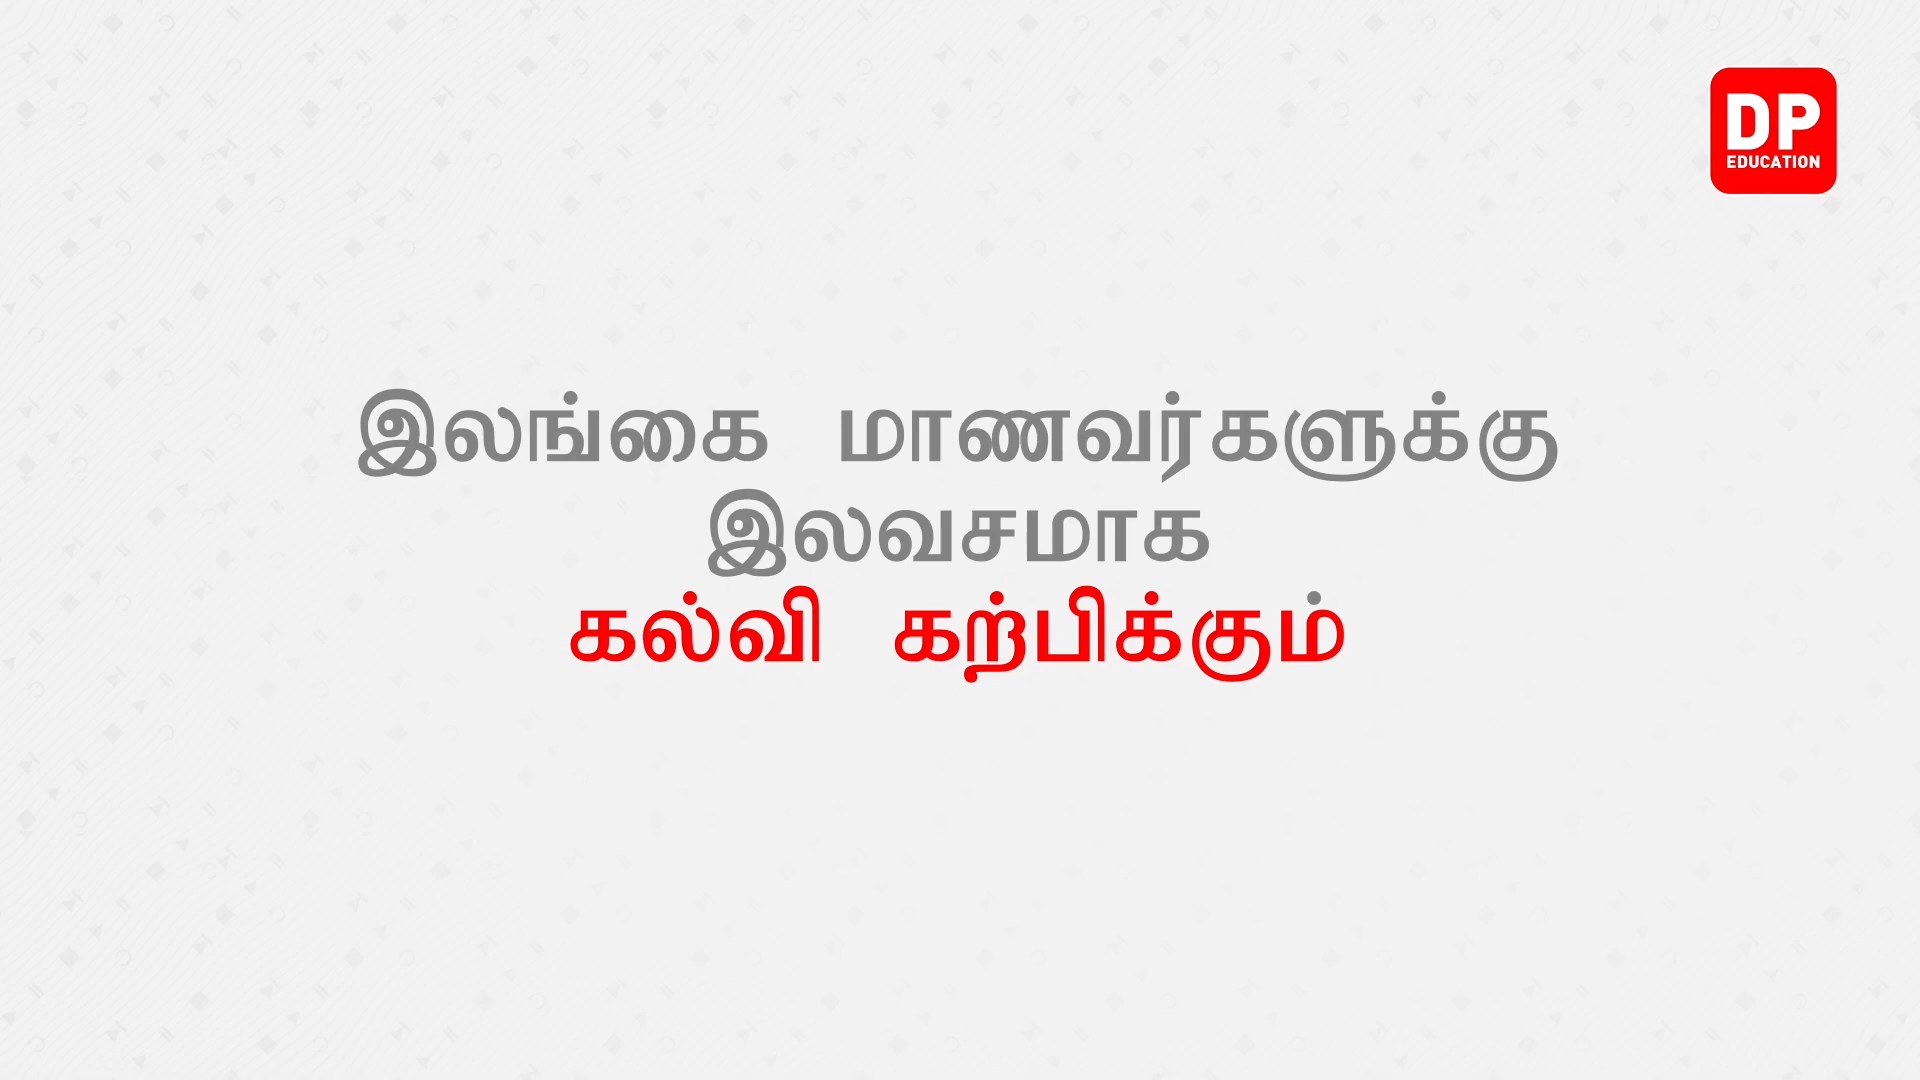 DP
EDUCATION
இலங்கை மாணவர்களுக்கு
இலவசமாக
கல்வி கற்பிக்கும்